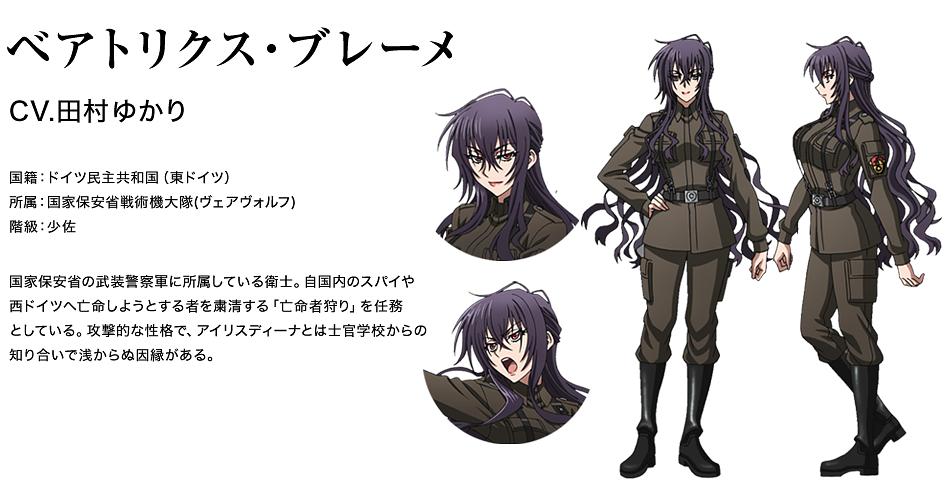 ベアトリクス・ブレーメ
CV.田村ゆかり
国籍：ドイツ民主共和国（東ドイツ）
所属：国家保安省戦術機大隊(ヴェアヴォルフ)
階級：少佐
国家保安省の武装警察軍に所属している衛士。自国内のスパイや
西ドイツへ亡命しようとする者を粛清する「亡命者狩り」を任務
としている。攻撃的な性格で、アイリスディーナとは士官学校からの
知り合いで浅からぬ因縁がある。